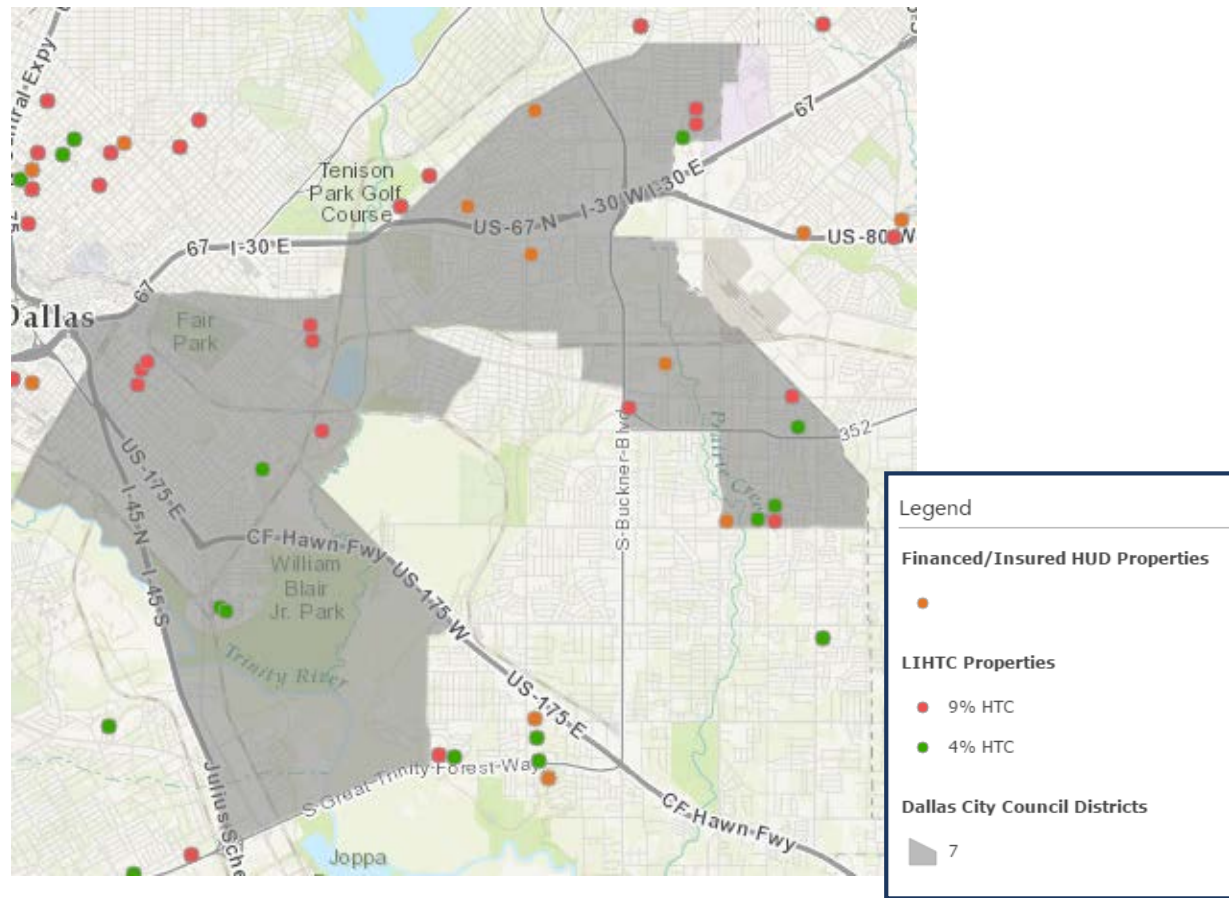 Central Expy
Tenison
Park Golf
Course
67
I-30 W
I-30 E
US-67 N
US-80 W
67
I-30 E
67
Dallas
Fair
Park
75
US-175 E
I-45 N
I-45 S
CF-Hawn-Fwy
William
Blair
Jr. Park
US-175-W
US-175-E
Trinity River
S-Buckner-Blvd
Prairie Creek
352
S Great-Trinity-Forest-Way
CF-Hawn-Fwy
Joppa
Legend
Financed/Insured HUD Properties
LIHTC Properties
9% HTC
4% HTC
Dallas City Council Districts
7